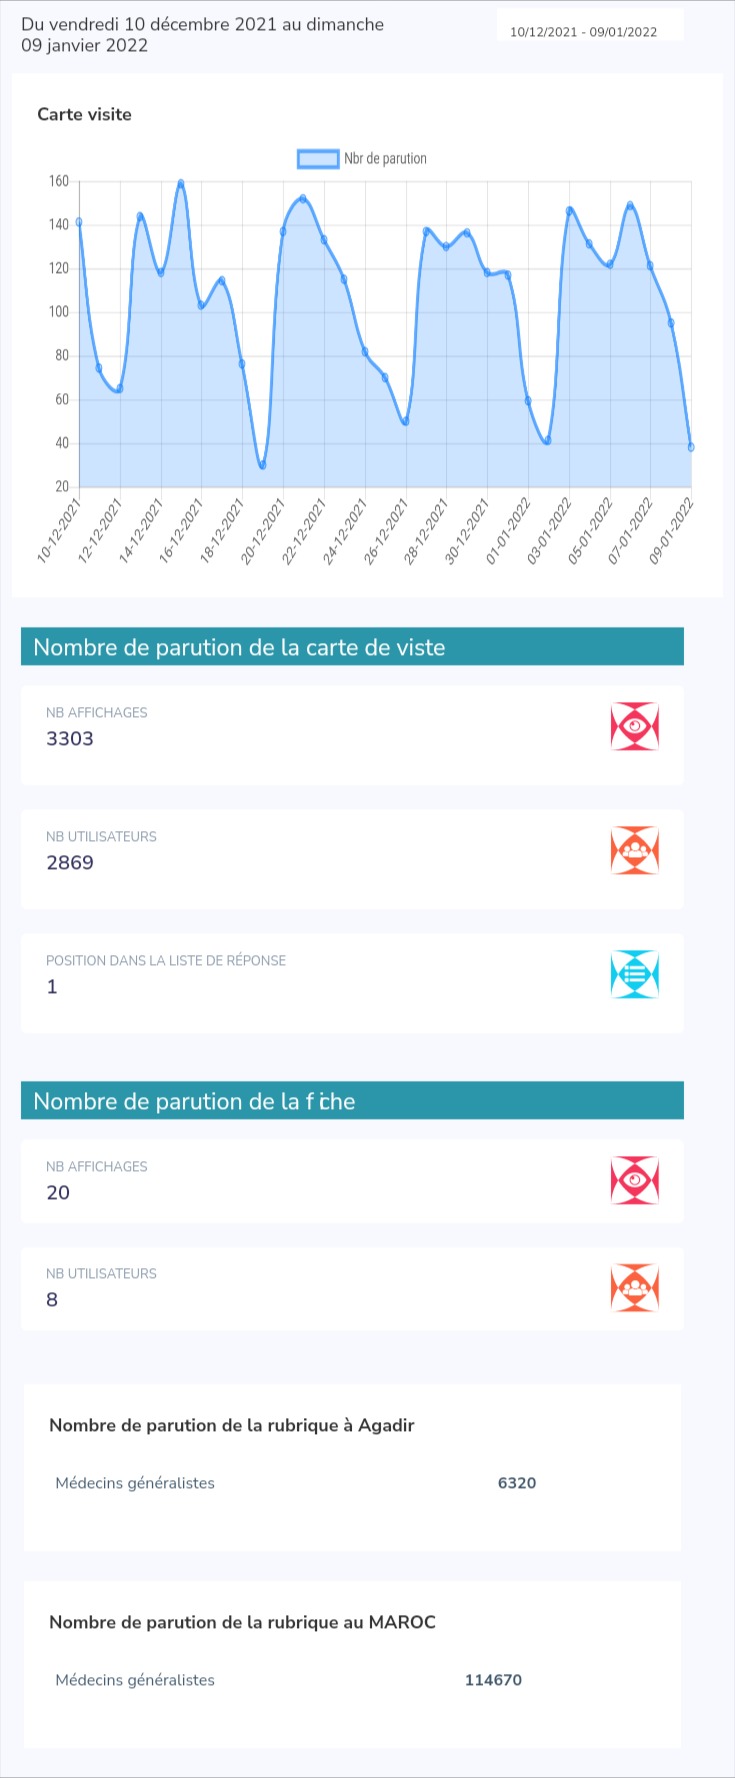 Du vendredi 10 décembre 2021 au dimanche
09 janvier 2022
10/12/2021 - 09/01/2022
Carte visite
Nbr de parution
160
140
120
100
80
60
40
20
10-12-2021
12-12-2021
14-12-2021
16-12-2021
18-12-2021
20-12-2021
22-12-2021
24-12-2021
26-12-2021
28-12-2021
30-12-2021
01-01-2022
03-01-2022
05-01-2022
07-01-2022
09-01-2022
Nombre de parution de la carte de viste
NB AFFICHAGES
3303
NB UTILISATEURS
2869
POSITION DANS LA LISTE DE RÉPONSE
1
Nombre de parution de la fiche
NB AFFICHAGES
20
NB UTILISATEURS
8
Nombre de parution de la rubrique à Agadir
Médecins généralistes 6320
Nombre de parution de la rubrique au MAROC
Médecins généralistes 114670